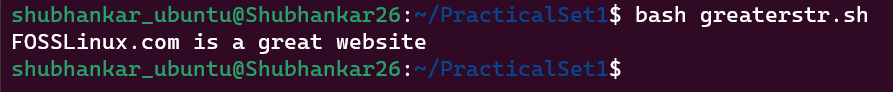 shubhankar_ubuntu@Shubhankar26:~/PracticalSet1$ bash greaterstr.sh
FOSSLinux.com is a great website
shubhankar_ubuntu@Shubhankar26:~/PracticalSet1$